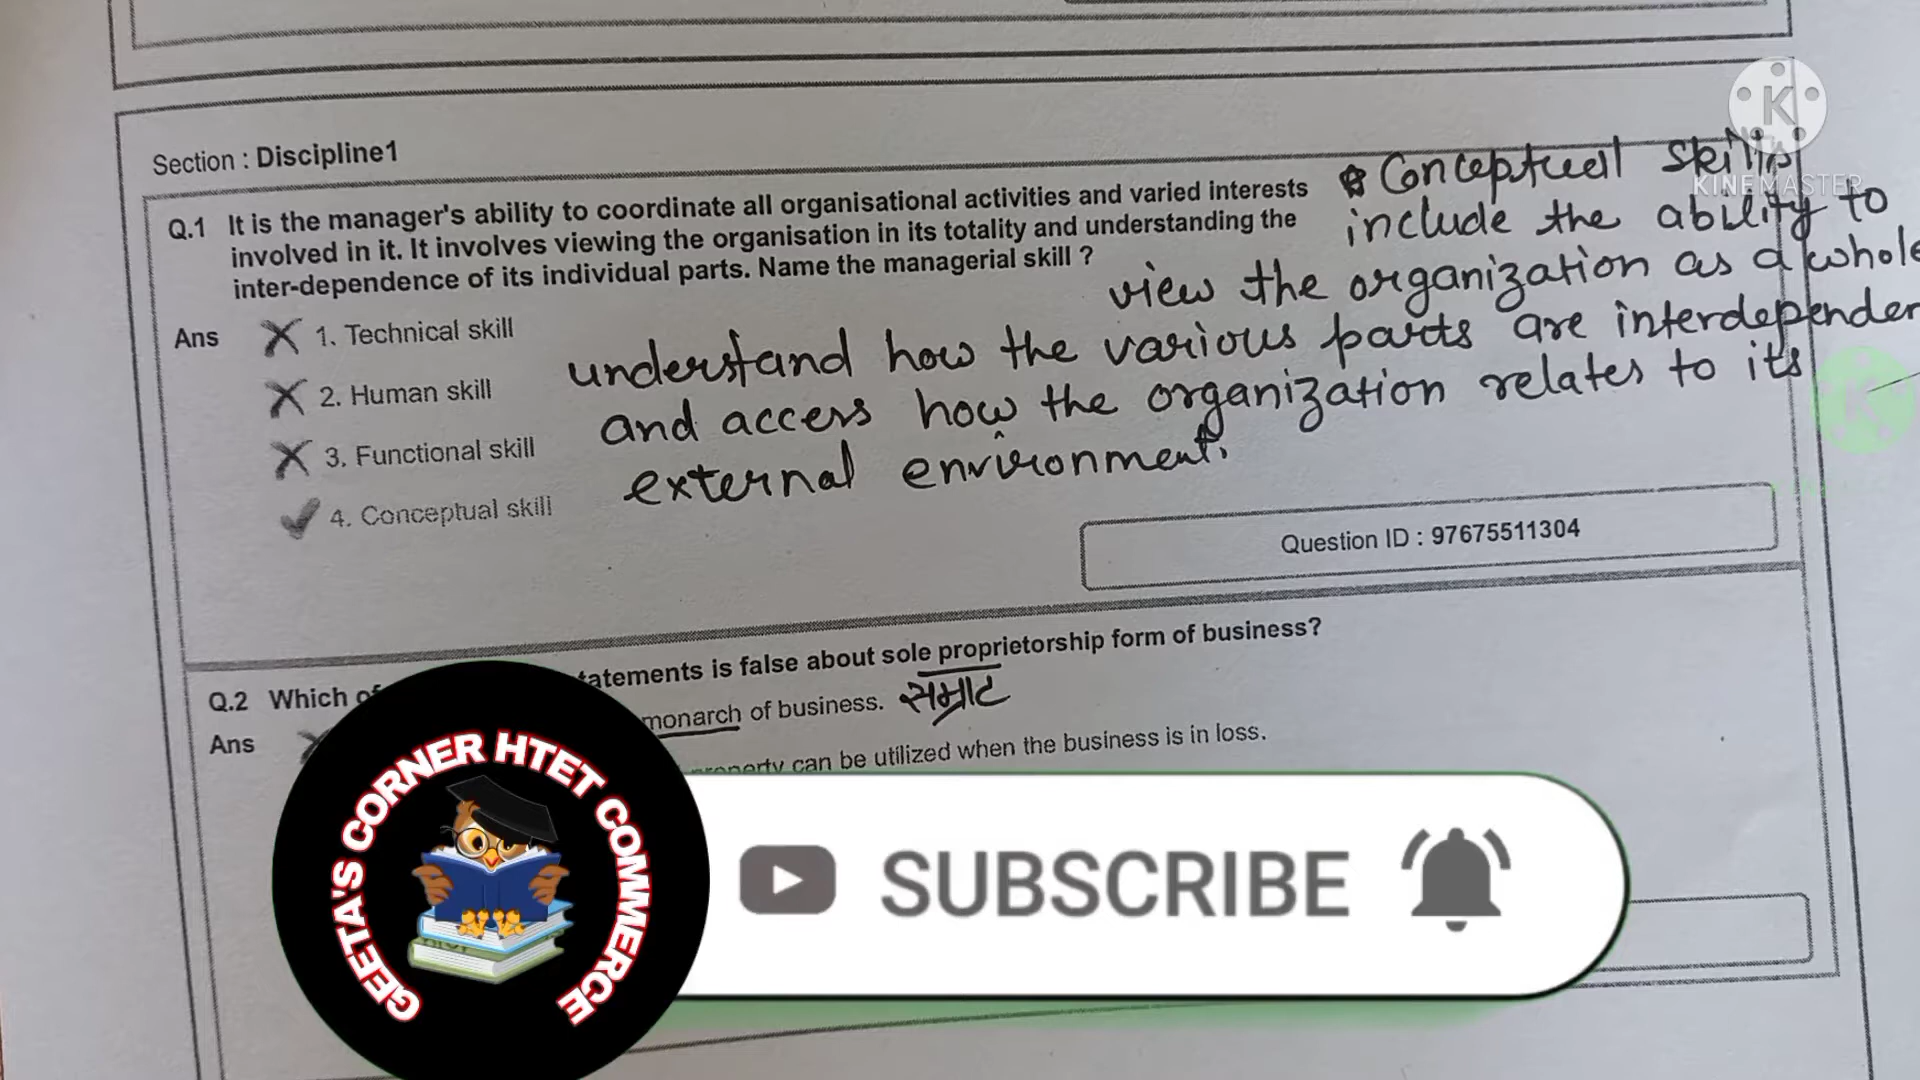 Section : Discipline1
Q.1 It is the manager's ability to coordinate all organisational activities and varied interests
involved in it. It involves viewing the organisation in its totality and understanding the
inter-dependence of its individual parts. Name the managerial skill ?
Conceptual skills
include the ability to
view the organization as a whole
understand how the various parts are
and access how the organization relates to its
external environment.
Ans 1. Technical skill
2. Human skill
3. Functional skill
4. Conceptual skill
Question ID : 97675511304
Q.2 Which of
is false about sole proprietorship form of business?
Ans
monarch of business. सम्राट
can be utilized when the business is in loss.
GEETA'S CORNER HTET COMMERCE
SUBSCRIBE
KINEMASTER